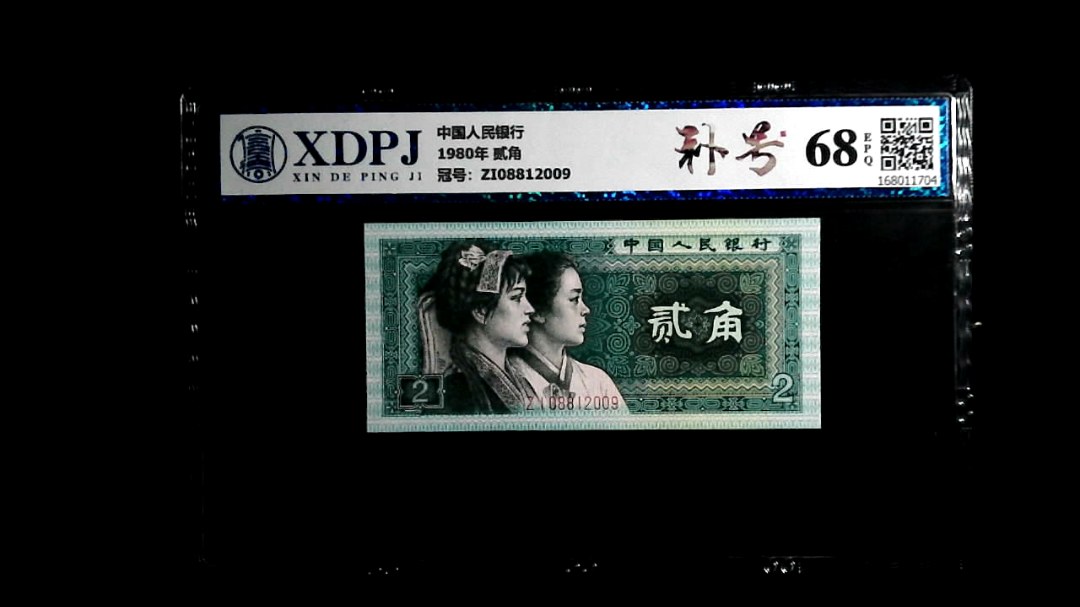 XDPJ
XIN DE PING JI
中国人民银行
1980年 贰角
冠号：ZI08812009
补号
68
EPQ
168011704
中国人民银行
贰角
2
ZI08812009
2